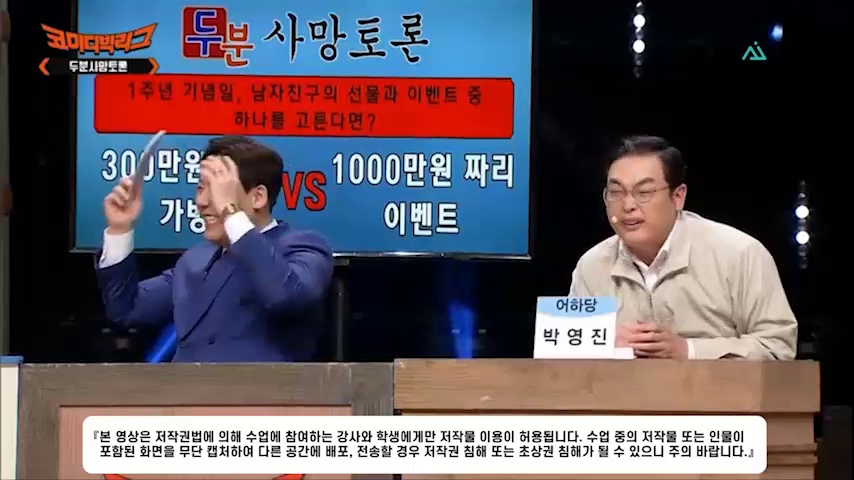 코미디빅리그
두분사망토론
두분 사망토론
1주년 기념일, 남자친구의 선물과 이벤트 중
하나를 고른다면?
300만원
가방
VS
1000만원 짜리
이벤트
어하당
박영진
『본 영상은 저작권법에 의해 수업에 참여하는 강사와 학생에게만 저작물 이용이 허용됩니다. 수업 중의 저작물 또는 인물이
포함된 화면을 무단 캡처하여 다른 공간에 배포, 전송할 경우 저작권 침해 또는 초상권 침해가 될 수 있으니 주의 바랍니다.』